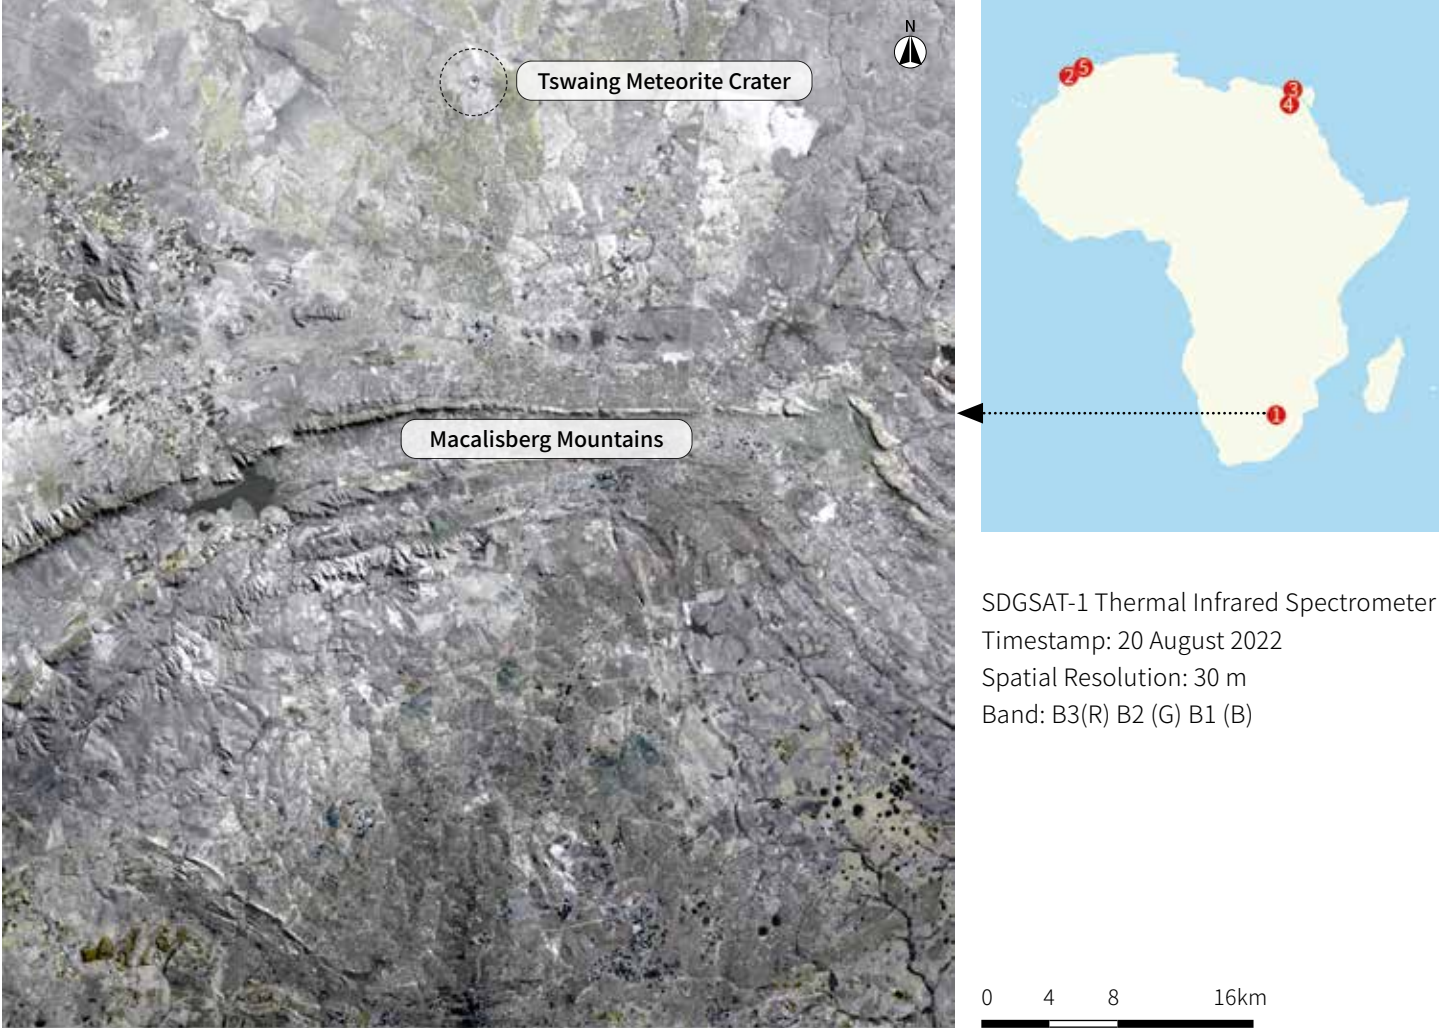 N
Tswaing Meteorite Crater
Macalisberg Mountains
2
5
3
4
1
SDGSAT-1 Thermal Infrared Spectrometer
Timestamp: 20 August 2022
Spatial Resolution: 30 m
Band: B3(R) B2 (G) B1 (B)
0 4 8 16km